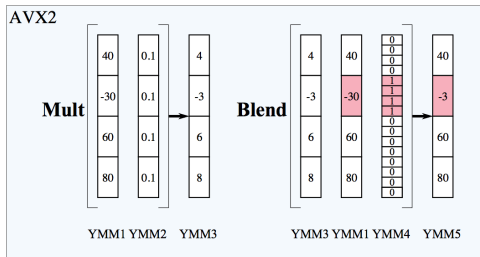 AVX2
Mult
40 0.1 4
-30 0.1 -3
60 0.1 6
80 0.1 8
YMM1 YMM2 YMM3
Blend
4 40 0 0 0 0 40
-3 -30 1 1 1 1 -3
6 60 0 0 0 0 60
8 80 0 0 0 0 80
YMM3 YMM1 YMM4 YMM5